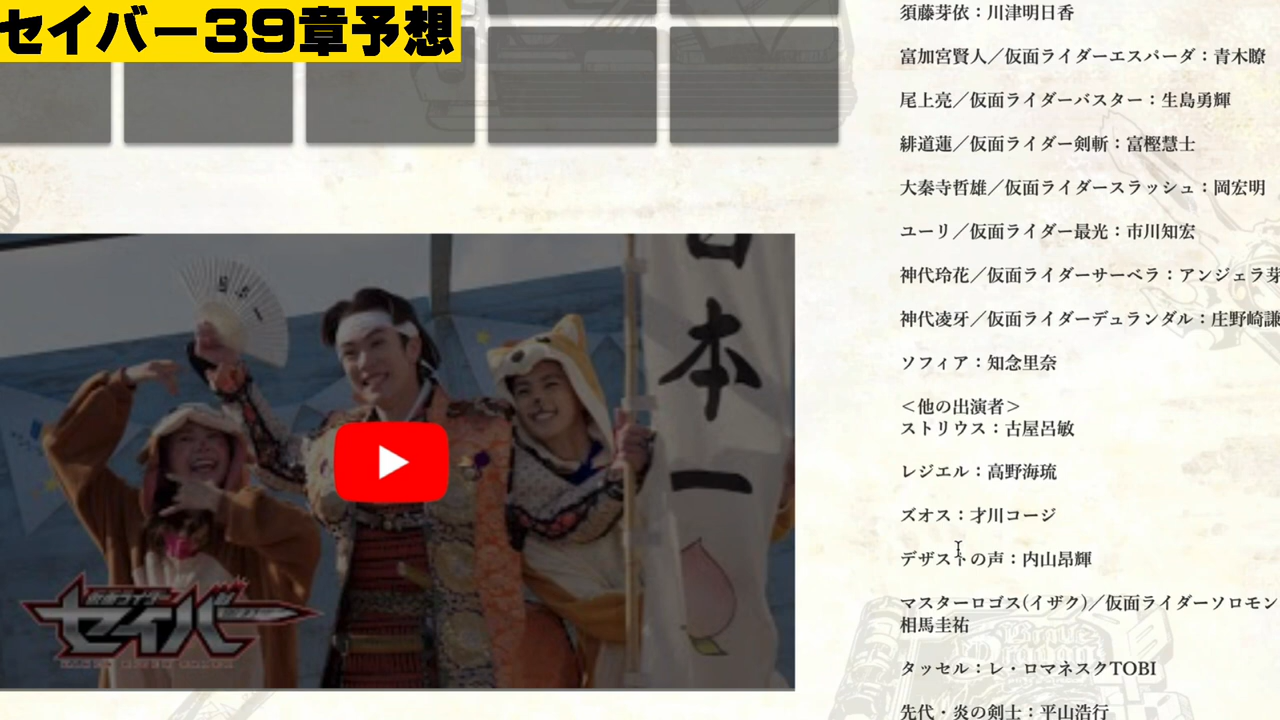 セイバー39章予想
須藤芽依：川津明日香
富加宮賢人／仮面ライダーエスパーダ：青木瞭
尾上亮／仮面ライダーバスター：生島勇輝
緋道蓮／仮面ライダー剣斬：富樫慧士
大秦寺哲雄／仮面ライダースラッシュ：岡宏明
ユーリ／仮面ライダー最光：市川知宏
神代玲花／仮面ライダーサーベラ：アンジェラ芽
神代凌牙／仮面ライダーデュランダル：庄野崎謙
ソフィア：知念里奈
＜他の出演者＞
ストリウス：古屋呂敏
レジエル：高野海琉
ズオス：才川コージ
デザストの声：内山昂輝
マスターロゴス(イザク)／仮面ライダーソロモン
相馬圭祐
タッセル：レ・ロマネスクTOBI
先代・炎の剣士：平山浩行
日本一
仮面ライダー
セイバー